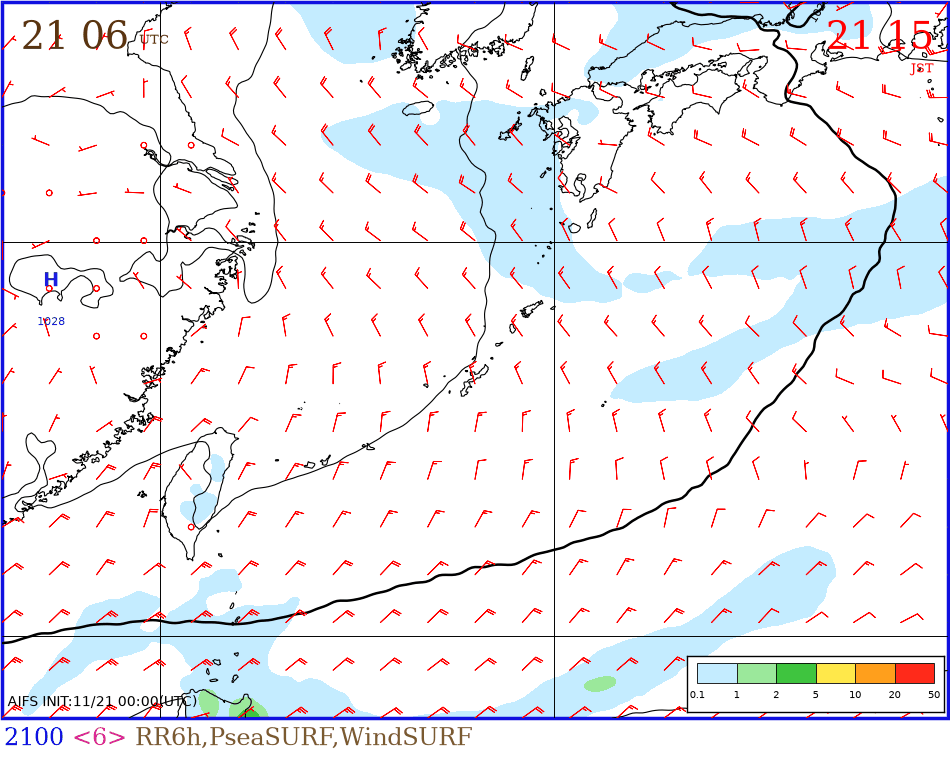 21 06 UTC
21 15
JST
H
1028
AIFS INIT:11/21 00:00(UTC)
0.1 1 2 5 10 20 50
2100 <6> RR6h,PseaSURF,WindSURF